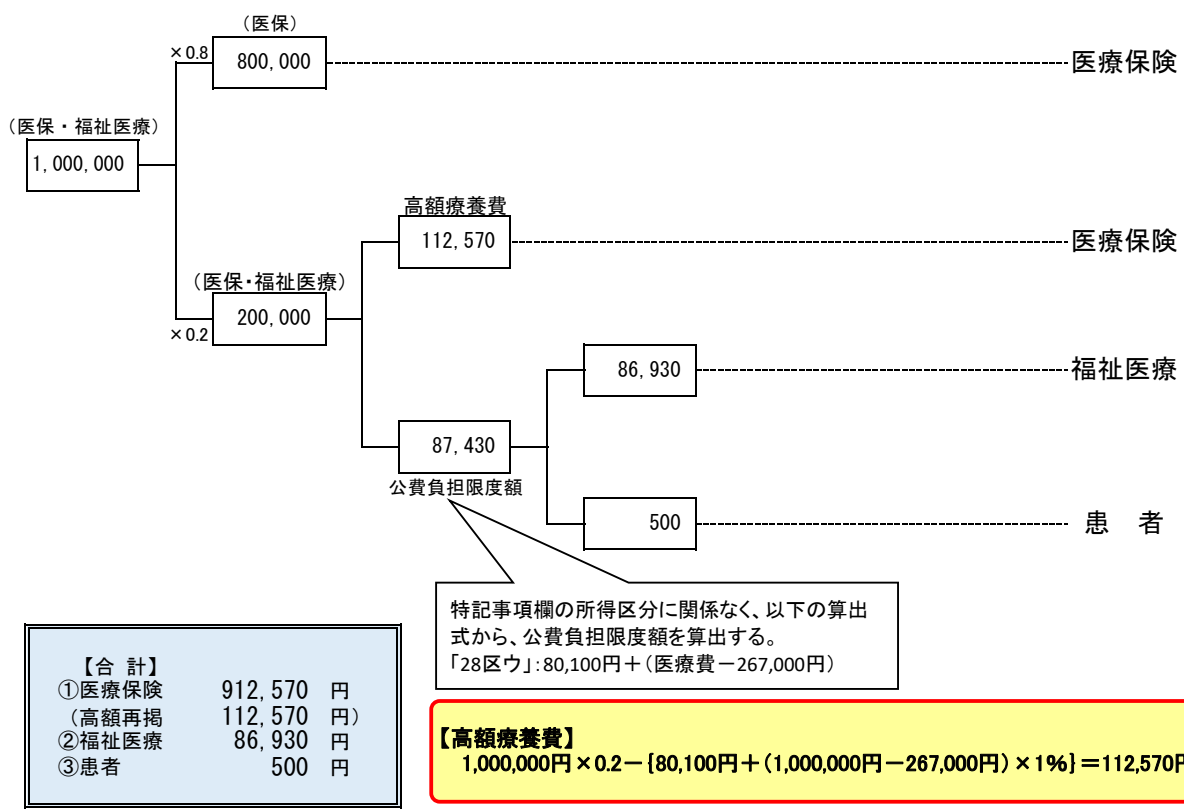 （医保）
×0.8
800,000
医療保険
（医保・福祉医療）
1,000,000
高額療養費
112,570
医療保険
（医保・福祉医療）
200,000
×0.2
86,930
福祉医療
87,430
公費負担限度額
500
患　者
特記事項欄の所得区分に関係なく、以下の算出
式から、公費負担限度額を算出する。
「28区ウ」：80,100円＋（医療費－267,000円）
【合 計】
①医療保険　912,570 円
（高額再掲　112,570 円）
②福祉医療　86,930 円
③患者　500 円
【高額療養費】
1,000,000円×0.2－{80,100円＋（1,000,000円－267,000円）×1%}＝112,570円